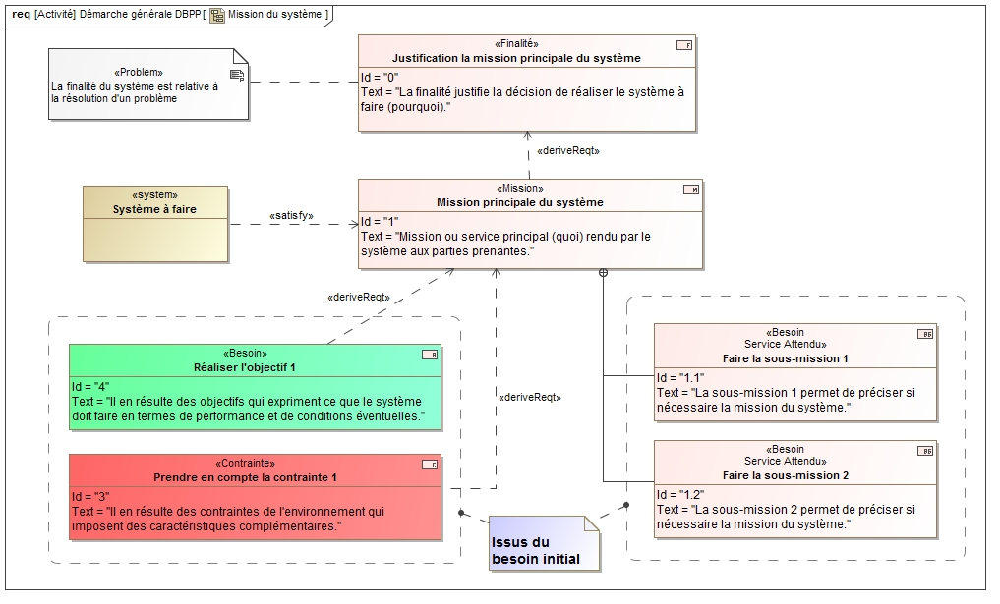 req [Activité] Démarche générale DBPP[ Mission du système ]
«Problem»
La finalité du système est relative à
la résolution d'un problème
«Finalité»
F
Justification la mission principale du système
Id = "0"
Text = "La finalité justifie la décision de réaliser le système à
faire (pourquoi)."
«deriveReqt»
«system»
Système à faire
«satisfy»
«Mission»
M
Mission principale du système
Id = "1"
Text = "Mission ou service principal (quoi) rendu par le
système aux parties prenantes."
«deriveReqt»
«Besoin»
B
Réaliser l'objectif 1
Id = "4"
Text = "Il en résulte des objectifs qui expriment ce que le système
doit faire en termes de performance et de conditions éventuelles."
«deriveReqt»
«Contrainte»
C
Prendre en compte la contrainte 1
Id = "3"
Text = "Il en résulte des contraintes de l'environnement qui
imposent des caractéristiques complémentaires."
«Besoin
Service Attendu»
Faire la sous-mission 1
Id = "1.1"
Text = "La sous-mission 1 permet de préciser si
nécessaire la mission du système."
«Besoin
Service Attendu»
Faire la sous-mission 2
Id = "1.2"
Text = "La sous-mission 2 permet de préciser si
nécessaire la mission du système."
Issus du
besoin initial